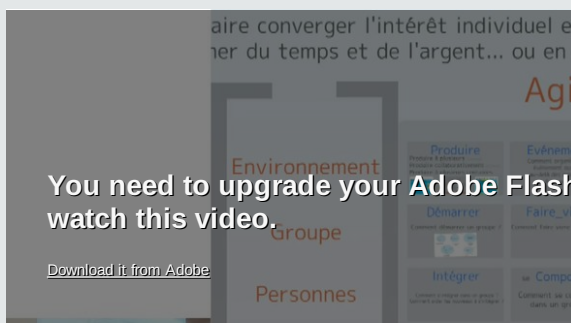 aire converger l'intérêt individuel e
ner du temps et de l'argent... ou en
Agi
Produire
Evénem
Environnement
You need to upgrade your Adobe Flash
watch this video.
Démarrer
Faire_vi
Groupe
Download it from Adobe
Intégrer
Compo
Personnes